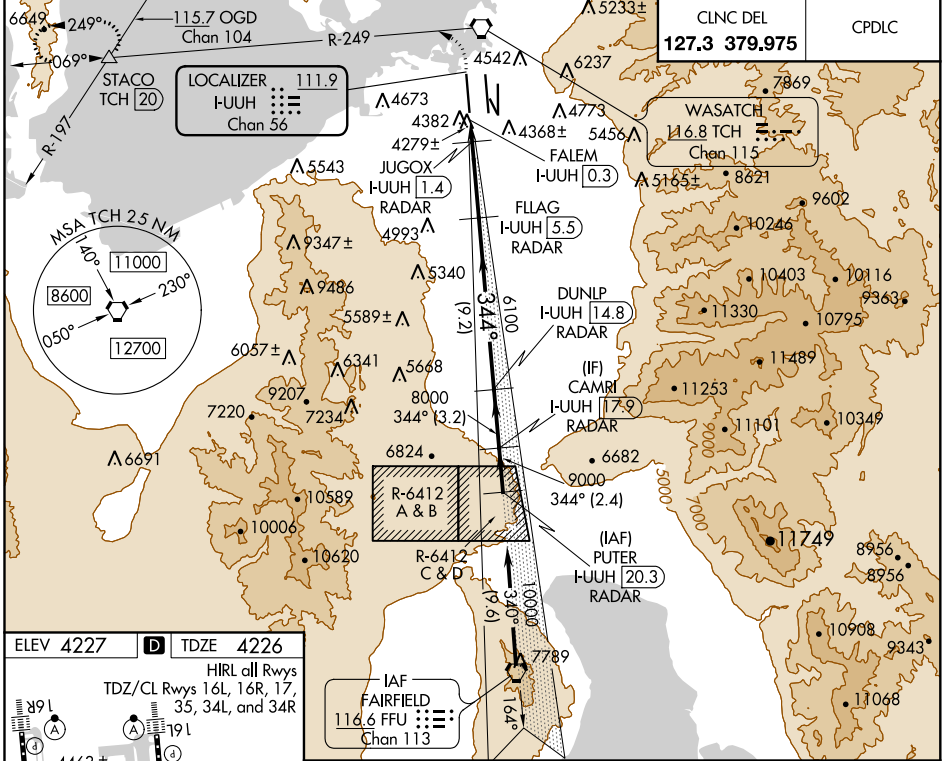 6649
249°
069°
115.7 OGD
Chan 104
R-249
STACO
TCH 20
R-197
LOCALIZER 111.9
I-UUH
Chan 56
4542
5233±
6237
CLNC DEL
127.3 379.975
CPDLC
7869
4673
4382
4279±
4368±
4773
5456
WASATCH
116.8 TCH
Chan 115
JUGOX
I-UUH 1.4
RADAR
FALEM
I-UUH 0.3
5543
5165±
8621
9602
FLLAG
I-UUH 5.5
RADAR
4993
10246
MSA TCH 25 NM
140°
11000
8600
230°
050°
12700
9347±
9486
5340
5589±
10403
10116
9363
11330
10795
344°
(9.2)
6100
DUNLP
I-UUH 14.8
RADAR
6057±
6341
5668
11489
9207
7220
7234
8000
344° (3.2)
(IF)
CAMRI
I-UUH 17.9
RADAR
11253
11101
10349
7000
6691
6824
6682
9000
344° (2.4)
5000
7000
R-6412
A & B
10589
10006
10620
R-6412
C & D
(IAF)
PUTER
I-UUH 20.3
RADAR
11749
8956
8956
340°
(9.6)
10000
10908
9343
11068
7789
164°
IAF
FAIRFIELD
116.6 FFU
Chan 113
ELEV 4227
D
TDZE 4226
HIRL all Rwys
TDZ/CL Rwys 16L, 16R, 17,
35, 34L, and 34R
16R
A
A
16L
P
P